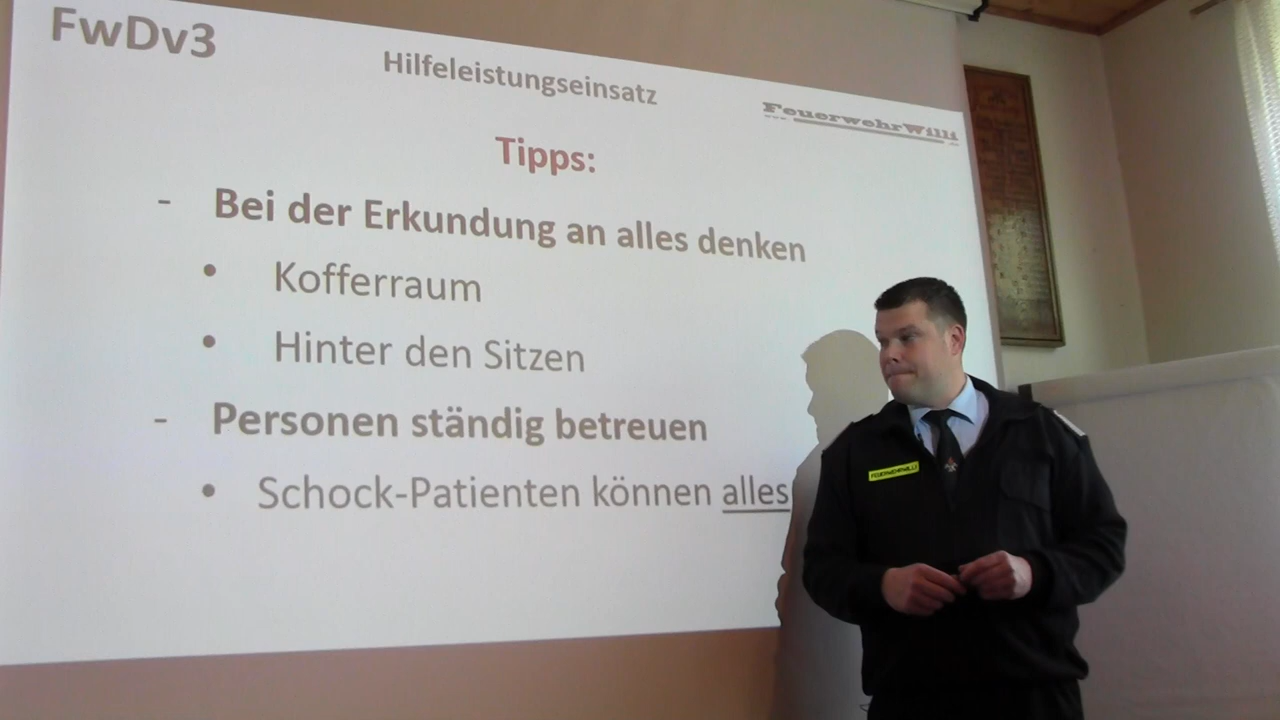 FwDv3
Hilfeleistungseinsatz
FeuerwehrWilli
Tipps:
- Bei der Erkundung an alles denken
• Kofferraum
• Hinter den Sitzen
- Personen ständig betreuen
• Schock-Patienten können alles
FEUERWEHRWILLI